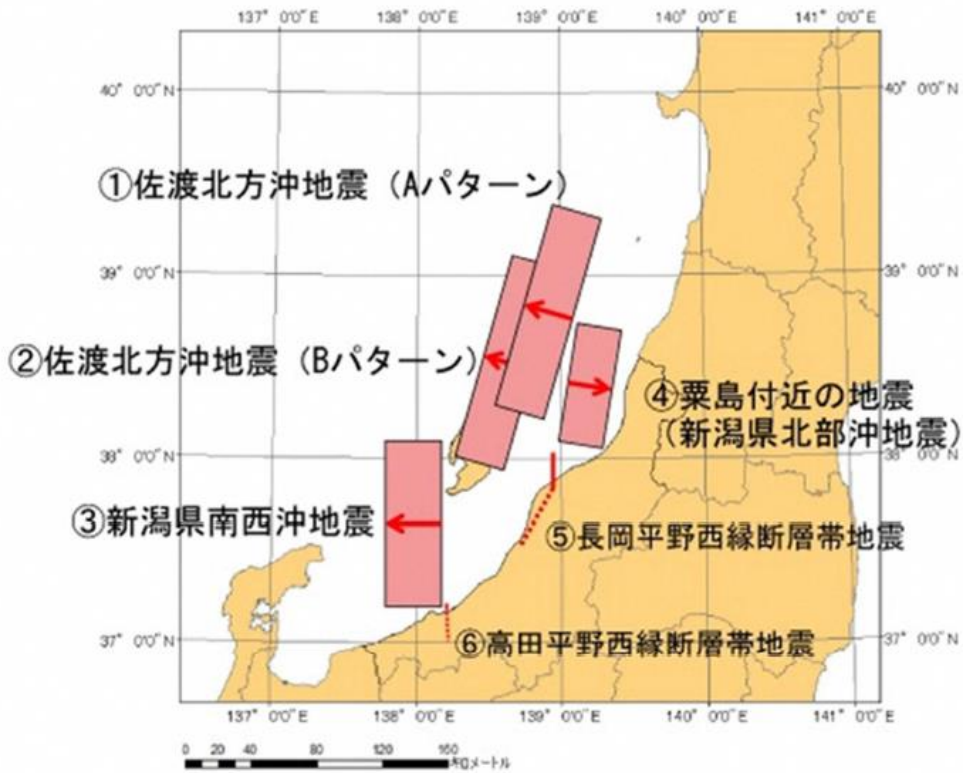 137° 0'0"E 138° 0'0"E 139° 0'0"E 140° 0'0"E 141° 0'0"E
40° 0'0"N 40° 0'0"N
①佐渡北方沖地震（Aパターン）
39° 0'0"N 39° 0'0"N
②佐渡北方沖地震（Bパターン）
④粟島付近の地震
（新潟県北部沖地震）
38° 0'0"N 38° 0'0"N
③新潟県南西沖地震
⑤長岡平野西縁断層帯地震
37° 0'0"N 37° 0'0"N
⑥高田平野西縁断層帯地震
137° 0'0"E 138° 0'0"E 139° 0'0"E 140° 0'0"E 141° 0'0"E
0 20 40 80 120 160
キロメートル